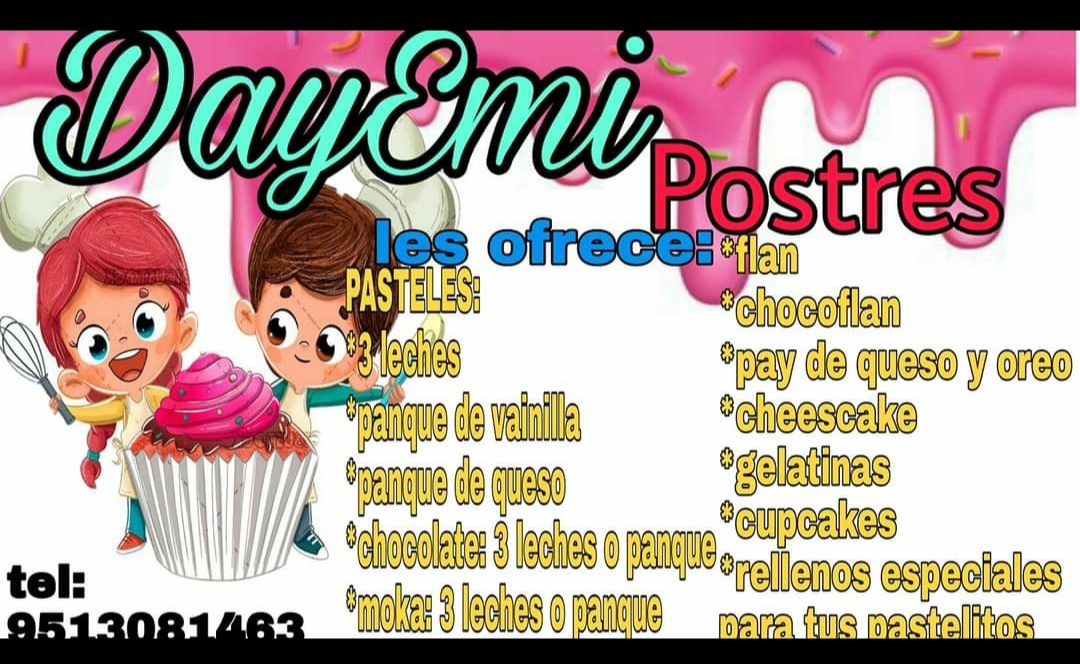 DayEmi
Postres
les ofrece:
PASTELES:
*3 leches
*panque de vainilla
*panque de queso
*chocolate: 3 leches o panque
*moka: 3 leches o panque
*flan
*chocoflan
*pay de queso y oreo
*cheescake
*gelatinas
*cupcakes
*rellenos especiales
para tus pastelitos
tel:
9513081463